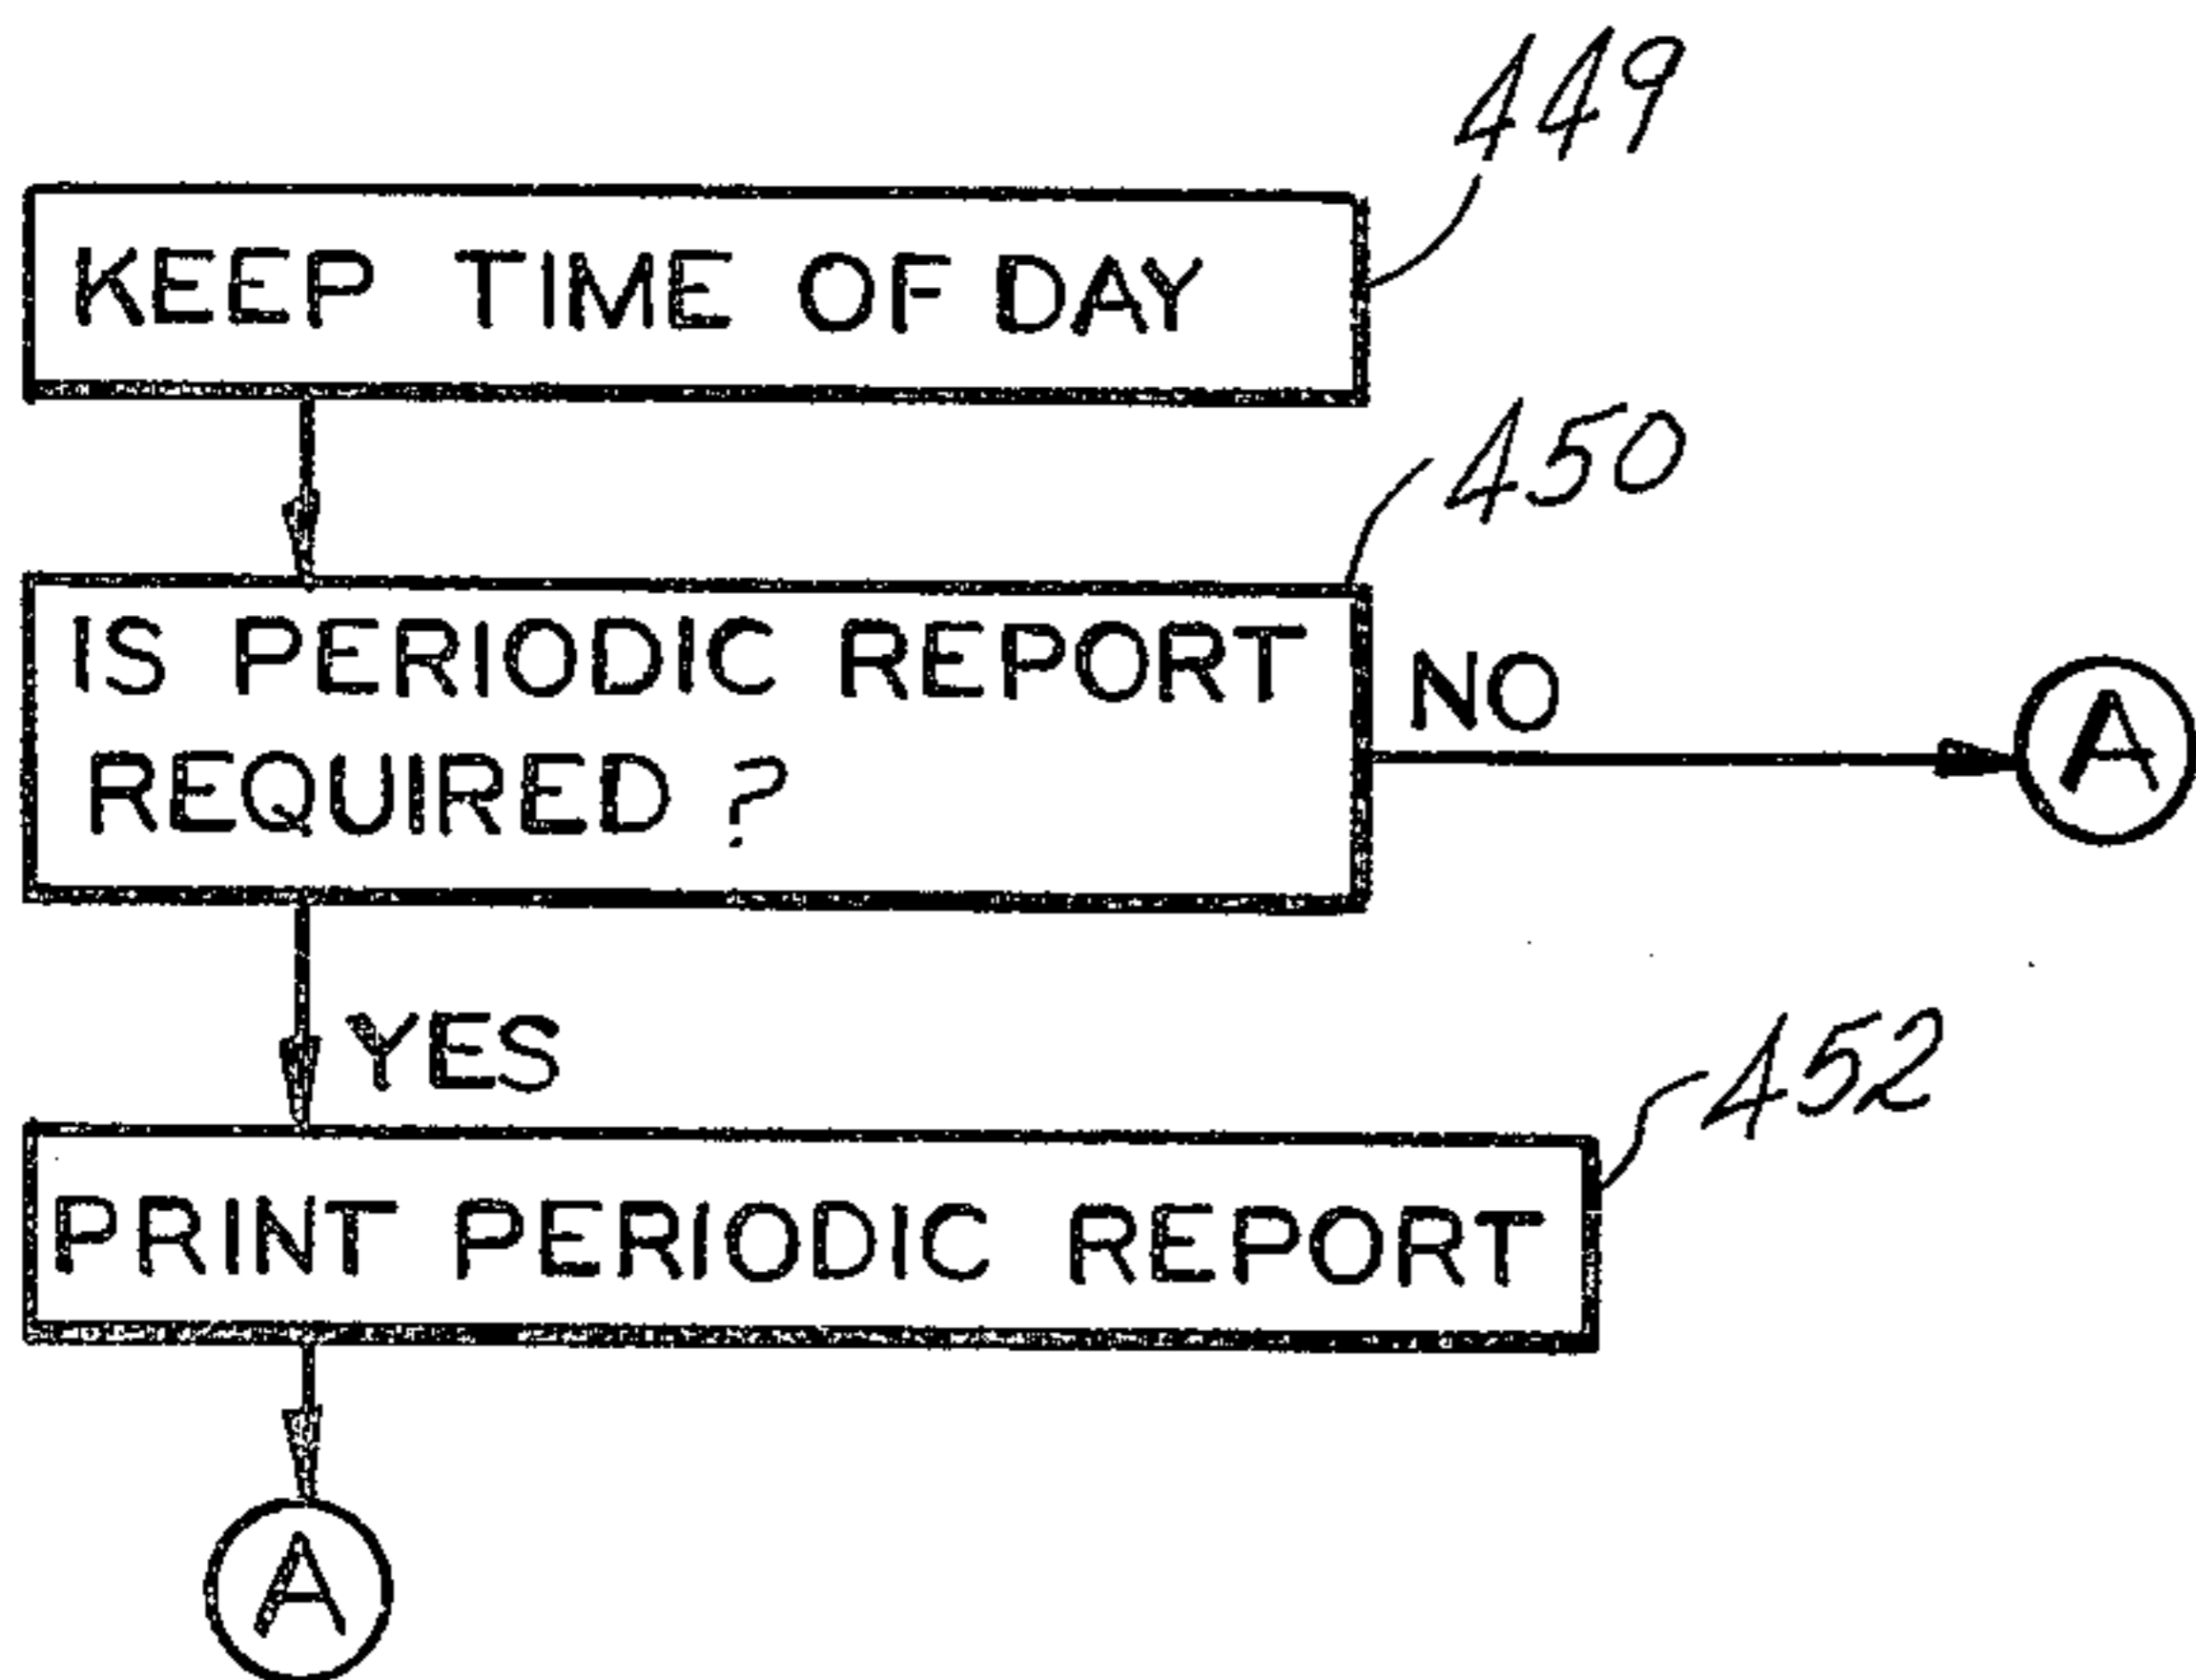 449
KEEP TIME OF DAY
450
IS PERIODIC REPORT
REQUIRED ?
NO
A
YES
452
PRINT PERIODIC REPORT
A